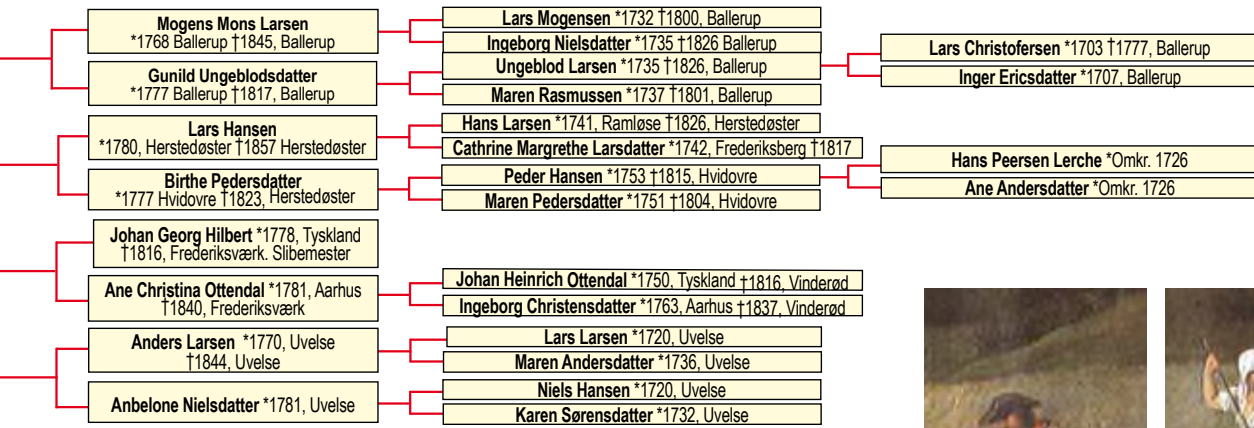 Mogens Mons Larsen
*1768 Ballerup †1845, Ballerup
Gunild Ungeblodsdatter
*1777 Ballerup †1817, Ballerup
Lars Hansen
*1780, Herstedøster †1857 Herstedøster
Birthe Pedersdatter
*1777 Hvidovre †1823, Herstedøster
Johan Georg Hilbert *1778, Tyskland
†1816, Frederiksværk. Slibemester
Ane Christina Ottendal *1781, Aarhus
†1840, Frederiksværk
Anders Larsen *1770, Uvelse
†1844, Uvelse
Anbelone Nielsdatter *1781, Uvelse
Lars Mogensen *1732 †1800, Ballerup
Ingeborg Nielsdatter *1735 †1826 Ballerup
Ungeblod Larsen *1735 †1826, Ballerup
Maren Rasmussen *1737 †1801, Ballerup
Hans Larsen *1741, Ramløse †1826, Herstedøster
Cathrine Margrethe Larsdatter *1742, Frederiksberg †1817
Peder Hansen *1753 †1815, Hvidovre
Maren Pedersdatter *1751 †1804, Hvidovre
Johan Heinrich Ottendal *1750, Tyskland †1816, Vinderød
Ingeborg Christensdatter *1763, Aarhus †1837, Vinderød
Lars Larsen *1720, Uvelse
Maren Andersdatter *1736, Uvelse
Niels Hansen *1720, Uvelse
Karen Sørensdatter *1732, Uvelse
Lars Christofersen *1703 †1777, Ballerup
Inger Ericsdatter *1707, Ballerup
Hans Peersen Lerche *Omkr. 1726
Ane Andersdatter *Omkr. 1726